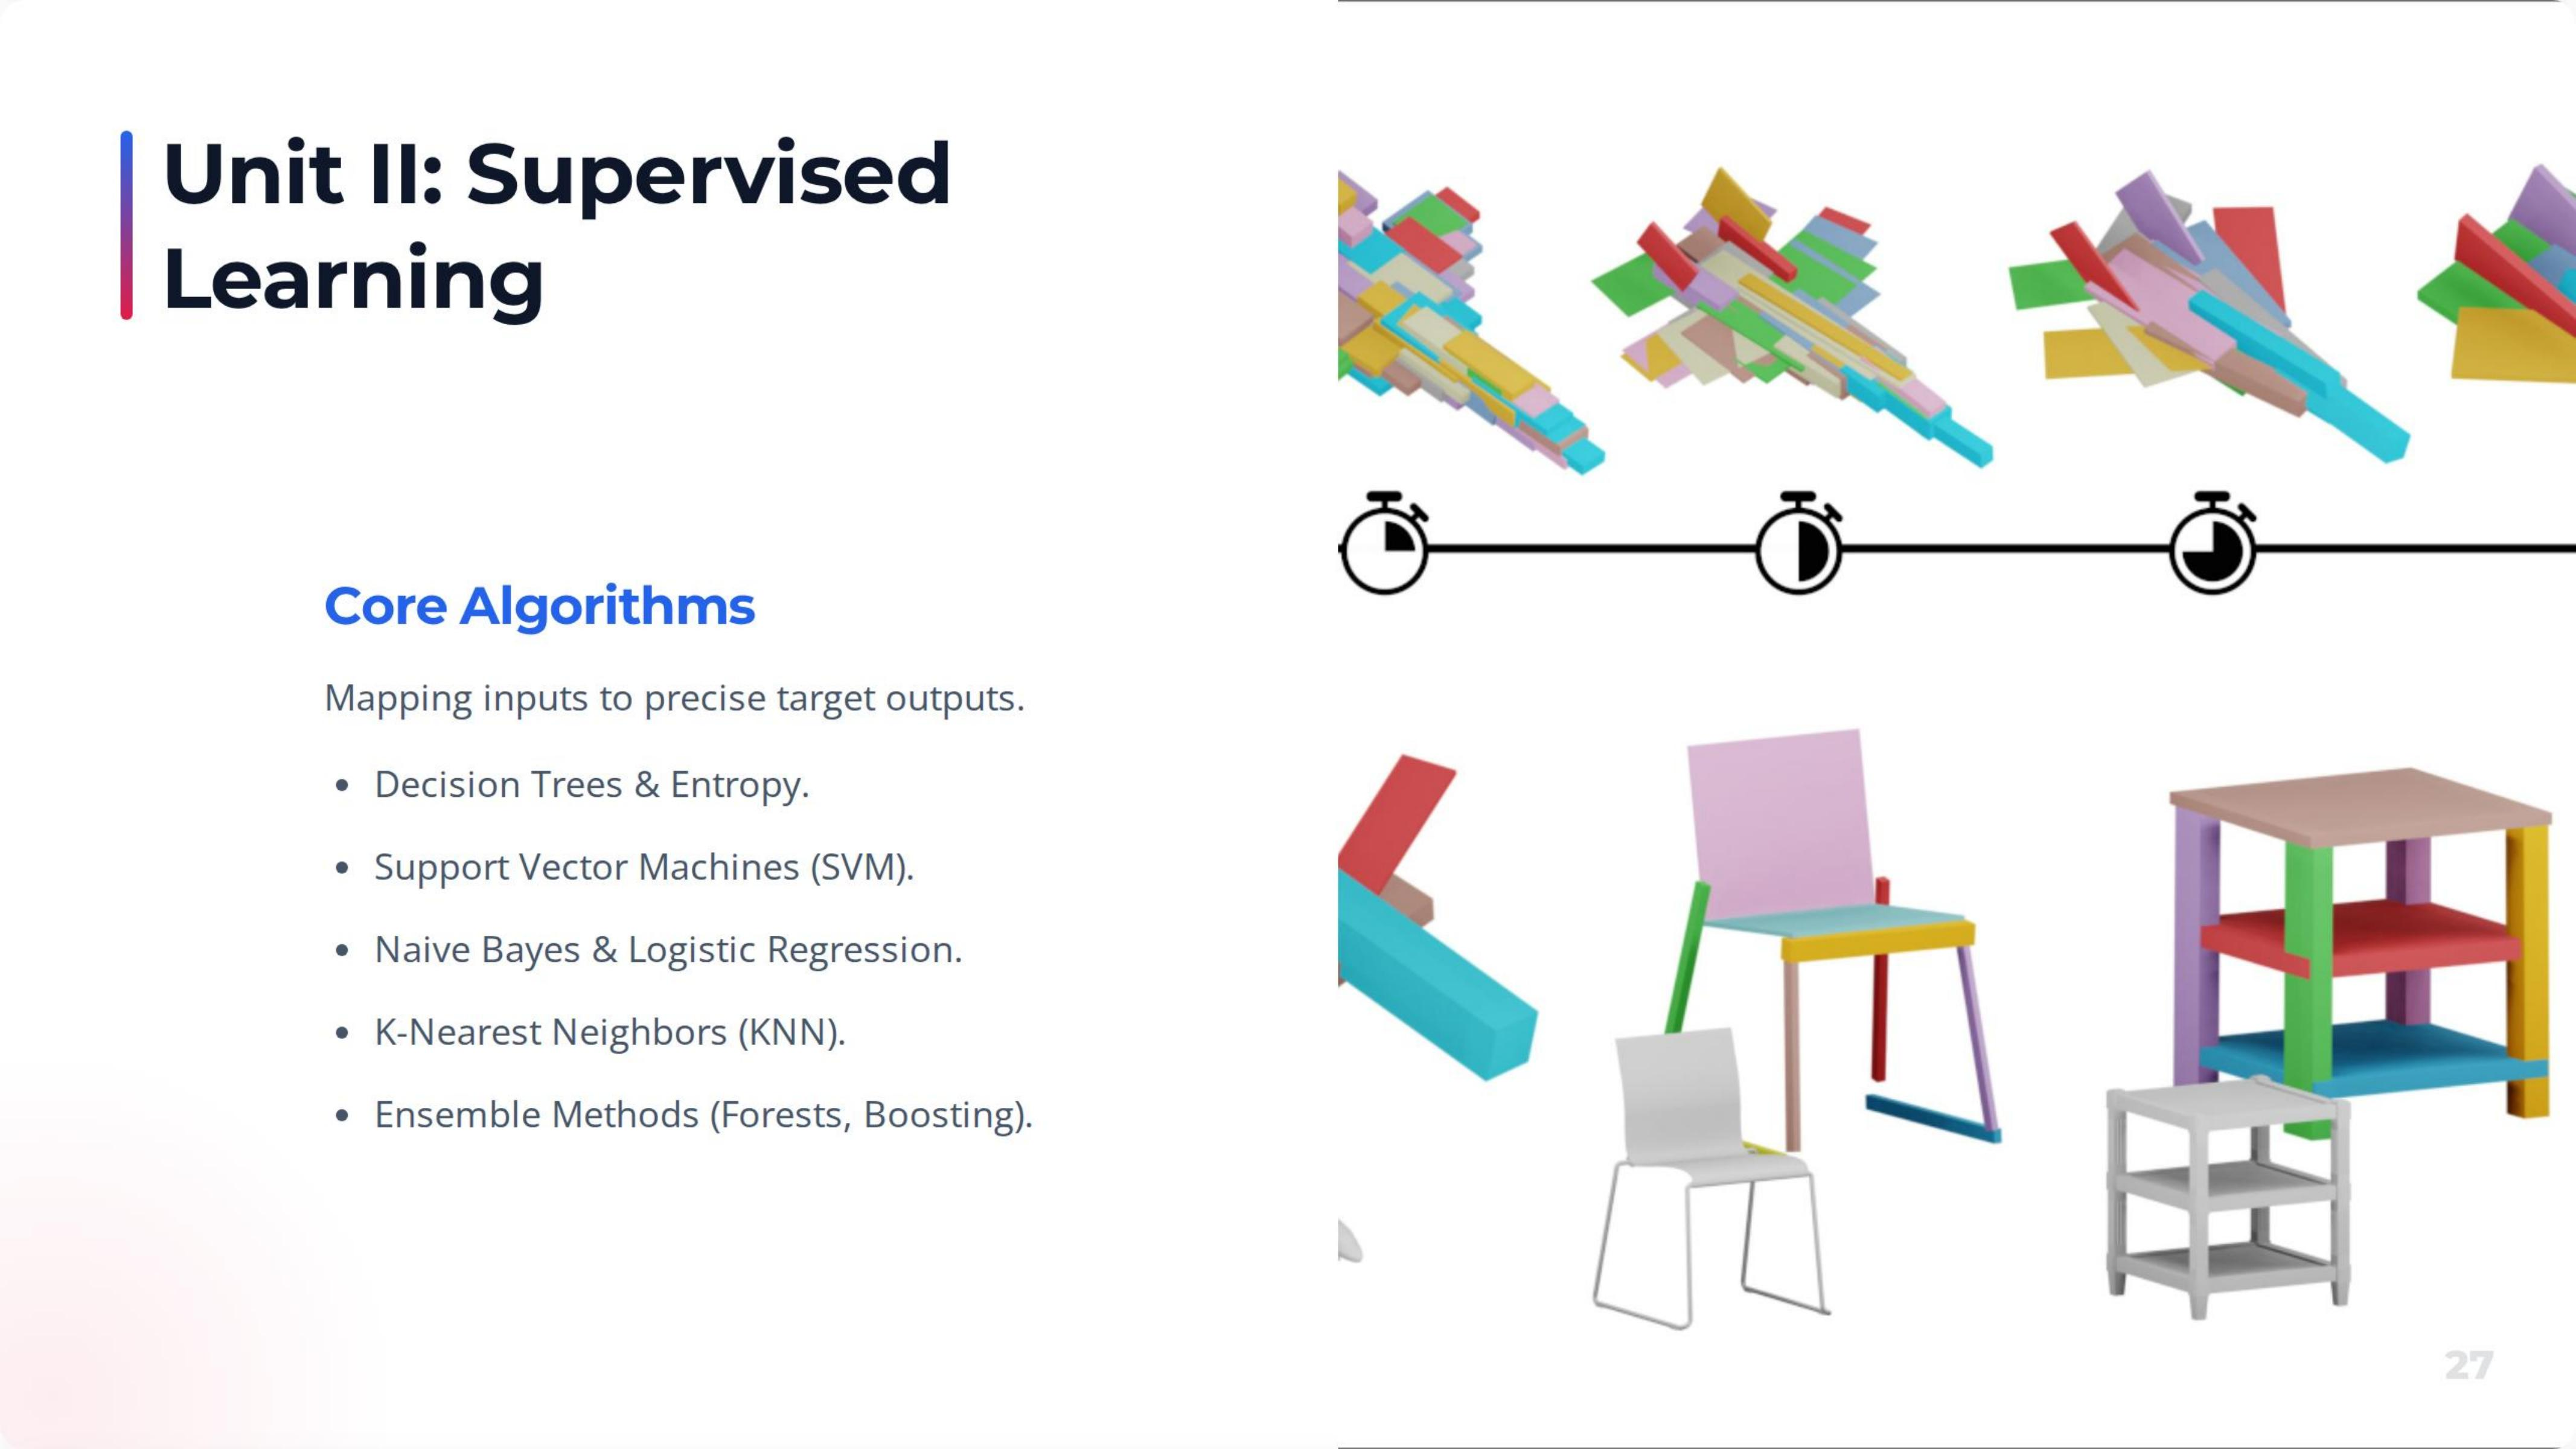 Unit II: Supervised
Learning
Core Algorithms
Mapping inputs to precise target outputs.
• Decision Trees & Entropy.
• Support Vector Machines (SVM).
• Naive Bayes & Logistic Regression.
• K-Nearest Neighbors (KNN).
• Ensemble Methods (Forests, Boosting).
27